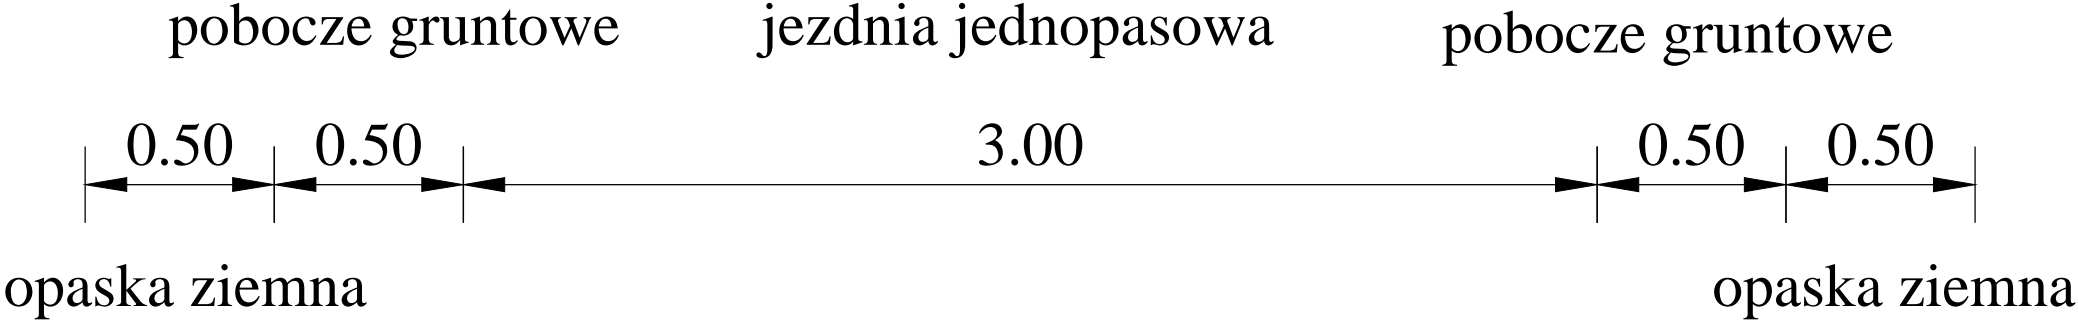 pobocze gruntowe jezdnia jednopasowa pobocze gruntowe
0.50 0.50 3.00 0.50 0.50
opaska ziemna opaska ziemna